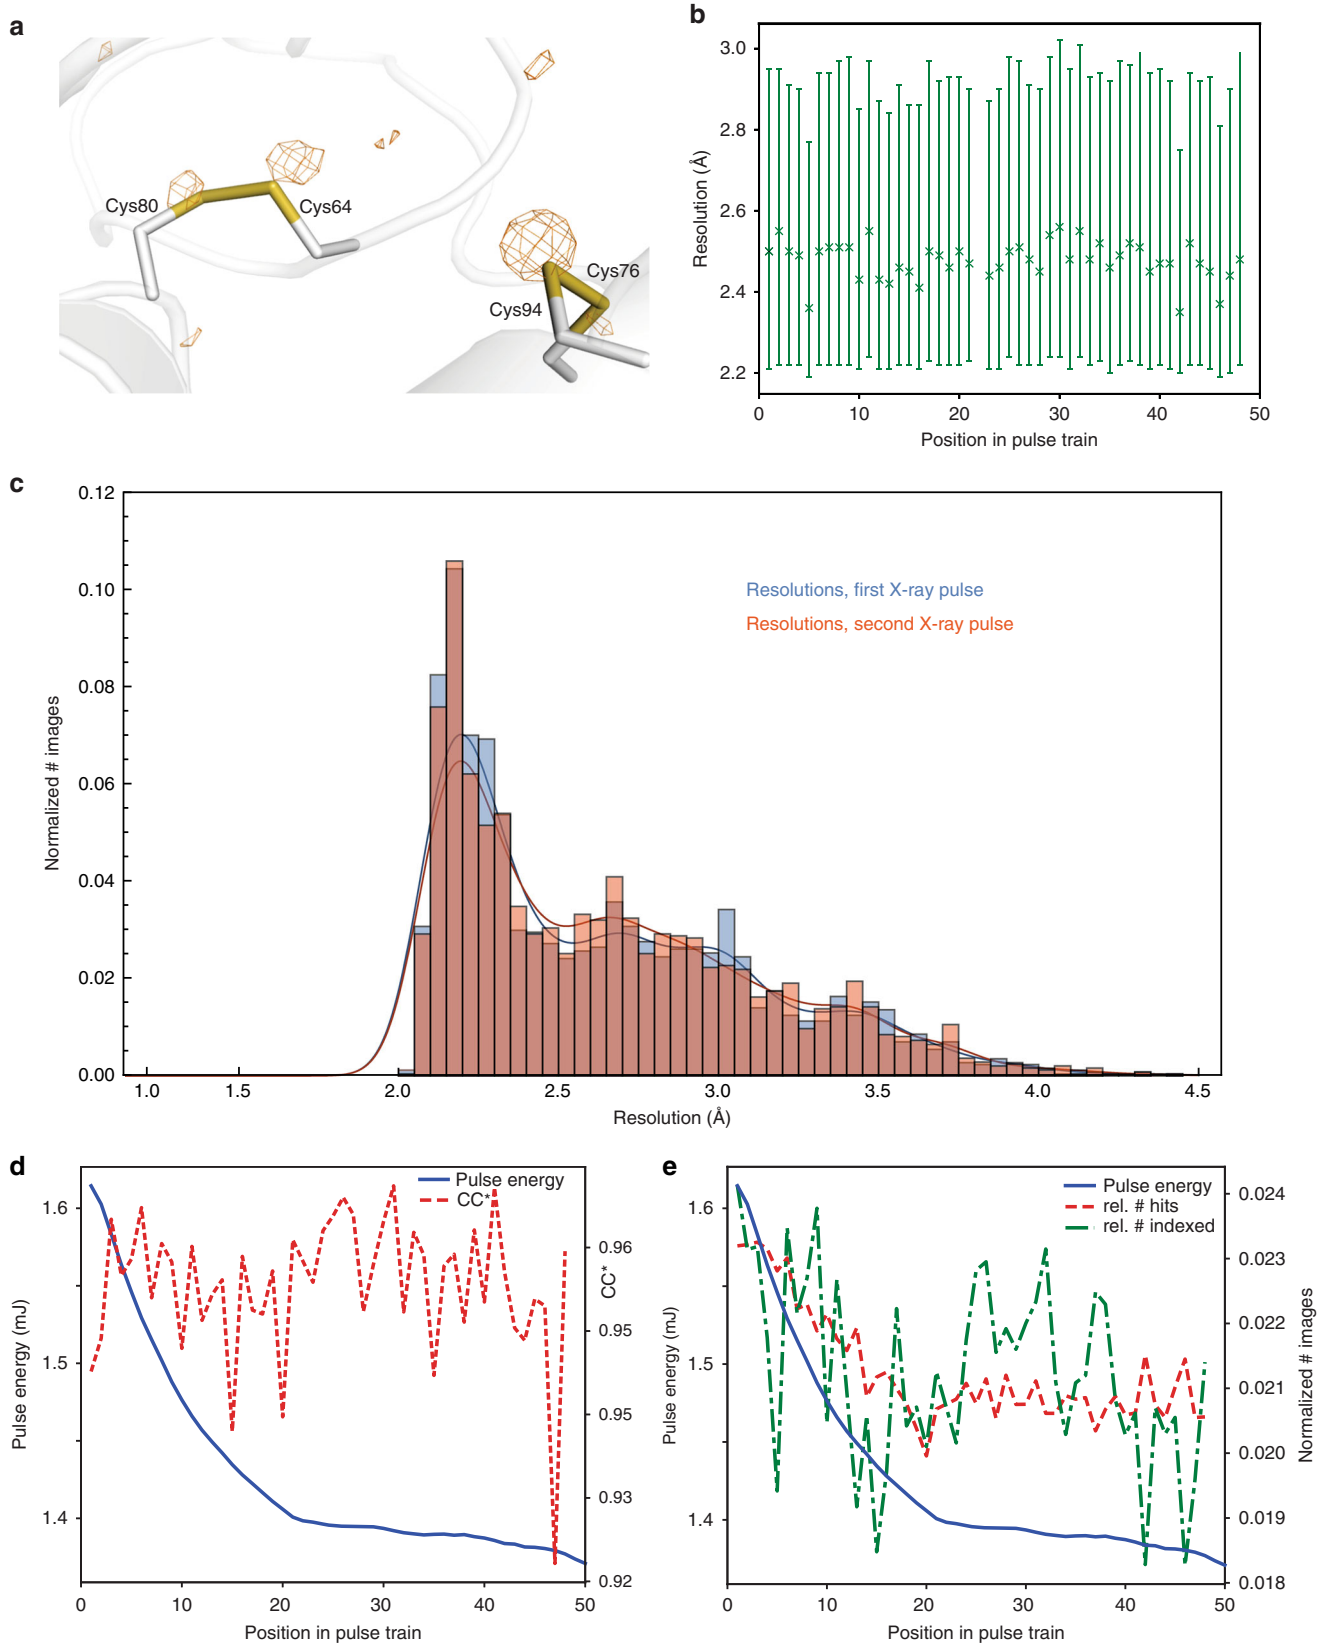 a
Cys80
Cys64
Cys76
Cys94
b
Resolution (Å)
3.0
2.8
2.6
2.4
2.2
0 10 20 30 40 50
Position in pulse train
c
Normalized # images
0.12
0.10
0.08
0.06
0.04
0.02
0.00
Resolutions, first X-ray pulse
Resolutions, second X-ray pulse
1.0 1.5 2.0 2.5 3.0 3.5 4.0 4.5
Resolution (Å)
d
Pulse energy (mJ)
1.6
1.5
1.4
Pulse energy
CC*
CC*
0.96
0.95
0.95
0.93
0.92
0 10 20 30 40 50
Position in pulse train
e
Pulse energy (mJ)
1.6
1.5
1.4
Pulse energy
rel. # hits
rel. # indexed
Normalized # images
0.024
0.023
0.022
0.021
0.020
0.019
0.018
0 10 20 30 40 50
Position in pulse train